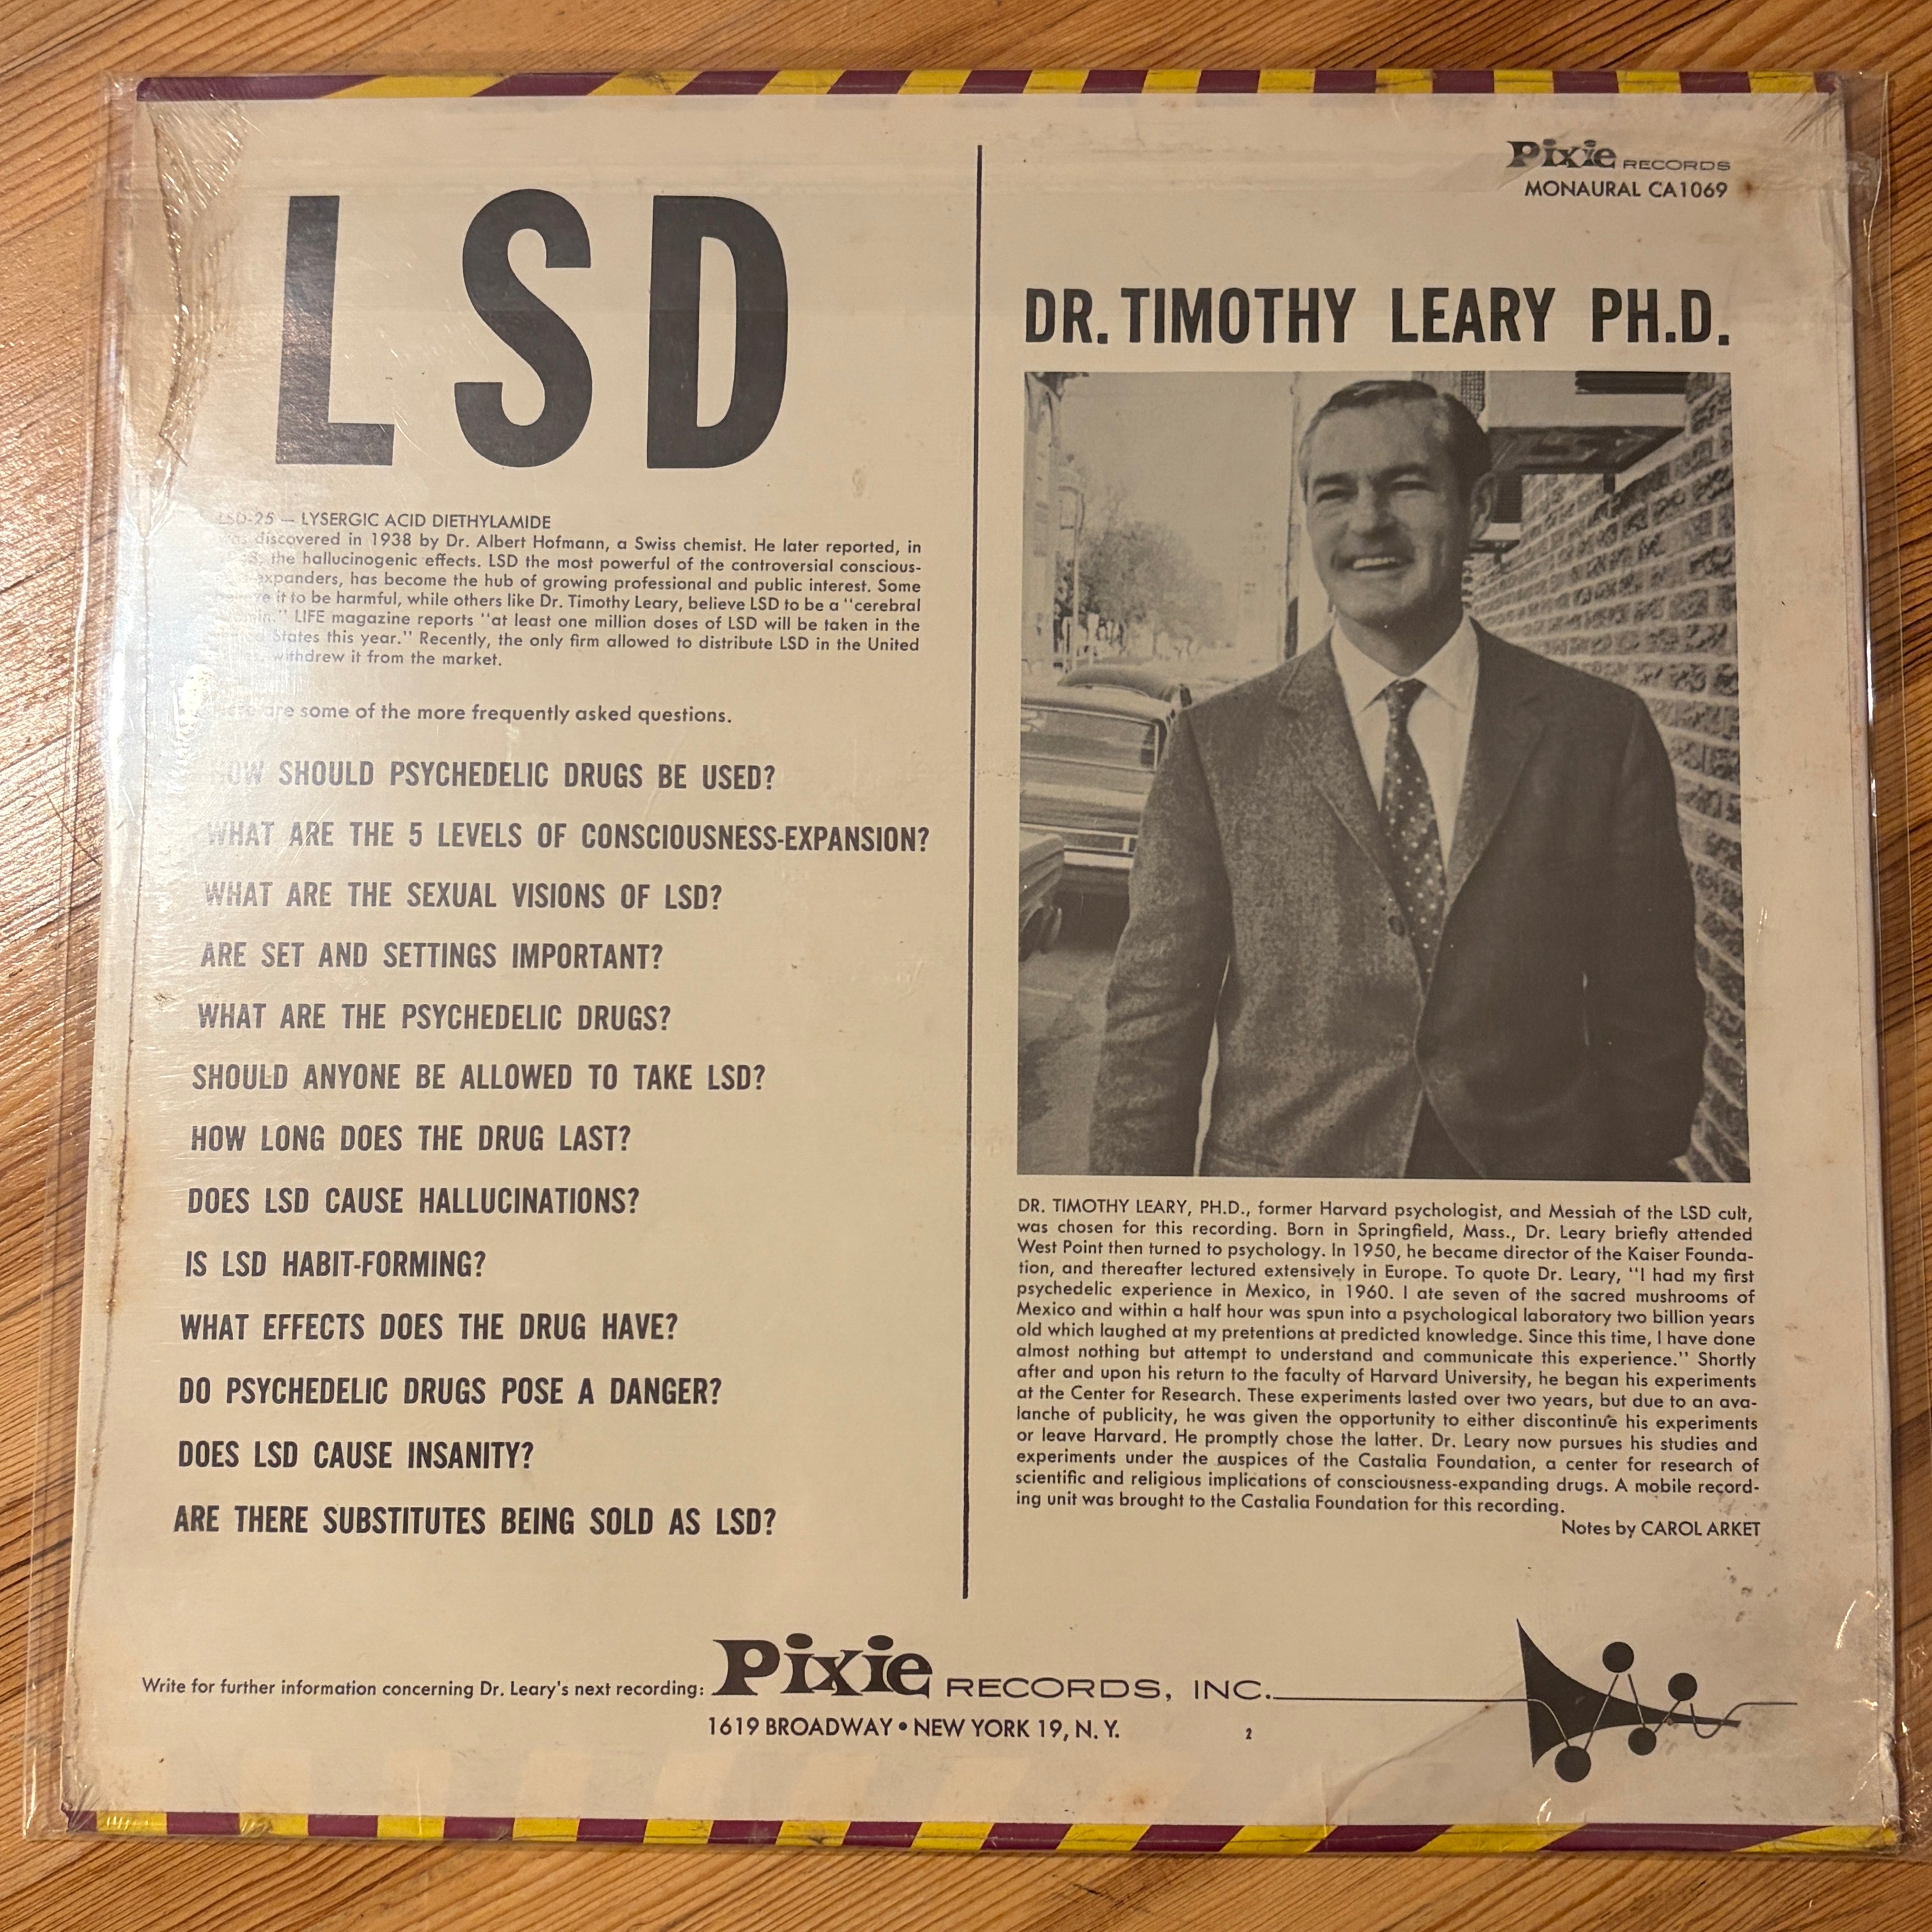 LSD
LSD-25 — LYSERGIC ACID DIETHYLAMIDE
was discovered in 1938 by Dr. Albert Hofmann, a Swiss chemist. He later reported, in
the hallucinogenic effects. LSD the most powerful of the controversial conscious-
expanders, has become the hub of growing professional and public interest. Some
believe it to be harmful, while others like Dr. Timothy Leary, believe LSD to be a "cerebral
LIFE magazine reports "at least one million doses of LSD will be taken in the
United States this year." Recently, the only firm allowed to distribute LSD in the United
withdrew it from the market.
Here are some of the more frequently asked questions.
HOW SHOULD PSYCHEDELIC DRUGS BE USED?
WHAT ARE THE 5 LEVELS OF CONSCIOUSNESS-EXPANSION?
WHAT ARE THE SEXUAL VISIONS OF LSD?
ARE SET AND SETTINGS IMPORTANT?
WHAT ARE THE PSYCHEDELIC DRUGS?
SHOULD ANYONE BE ALLOWED TO TAKE LSD?
HOW LONG DOES THE DRUG LAST?
DOES LSD CAUSE HALLUCINATIONS?
IS LSD HABIT-FORMING?
WHAT EFFECTS DOES THE DRUG HAVE?
DO PSYCHEDELIC DRUGS POSE A DANGER?
DOES LSD CAUSE INSANITY?
ARE THERE SUBSTITUTES BEING SOLD AS LSD?
Pixie RECORDS
MONAURAL CA1069
DR. TIMOTHY LEARY PH.D.
DR. TIMOTHY LEARY, PH.D., former Harvard psychologist, and Messiah of the LSD cult,
was chosen for this recording. Born in Springfield, Mass., Dr. Leary briefly attended
West Point then turned to psychology. In 1950, he became director of the Kaiser Founda-
tion, and thereafter lectured extensively in Europe. To quote Dr. Leary, "I had my first
psychedelic experience in Mexico, in 1960. I ate seven of the sacred mushrooms of
Mexico and within a half hour was spun into a psychological laboratory two billion years
old which laughed at my pretentions at predicted knowledge. Since this time, I have done
almost nothing but attempt to understand and communicate this experience." Shortly
after and upon his return to the faculty of Harvard University, he began his experiments
at the Center for Research. These experiments lasted over two years, but due to an ava-
lanche of publicity, he was given the opportunity to either discontinue his experiments
or leave Harvard. He promptly chose the latter. Dr. Leary now pursues his studies and
experiments under the auspices of the Castalia Foundation, a center for research of
scientific and religious implications of consciousness-expanding drugs. A mobile record-
ing unit was brought to the Castalia Foundation for this recording.
Notes by CAROL ARKET
Write for further information concerning Dr. Leary's next recording: Pixie RECORDS, INC.
1619 BROADWAY • NEW YORK 19, N. Y.
2